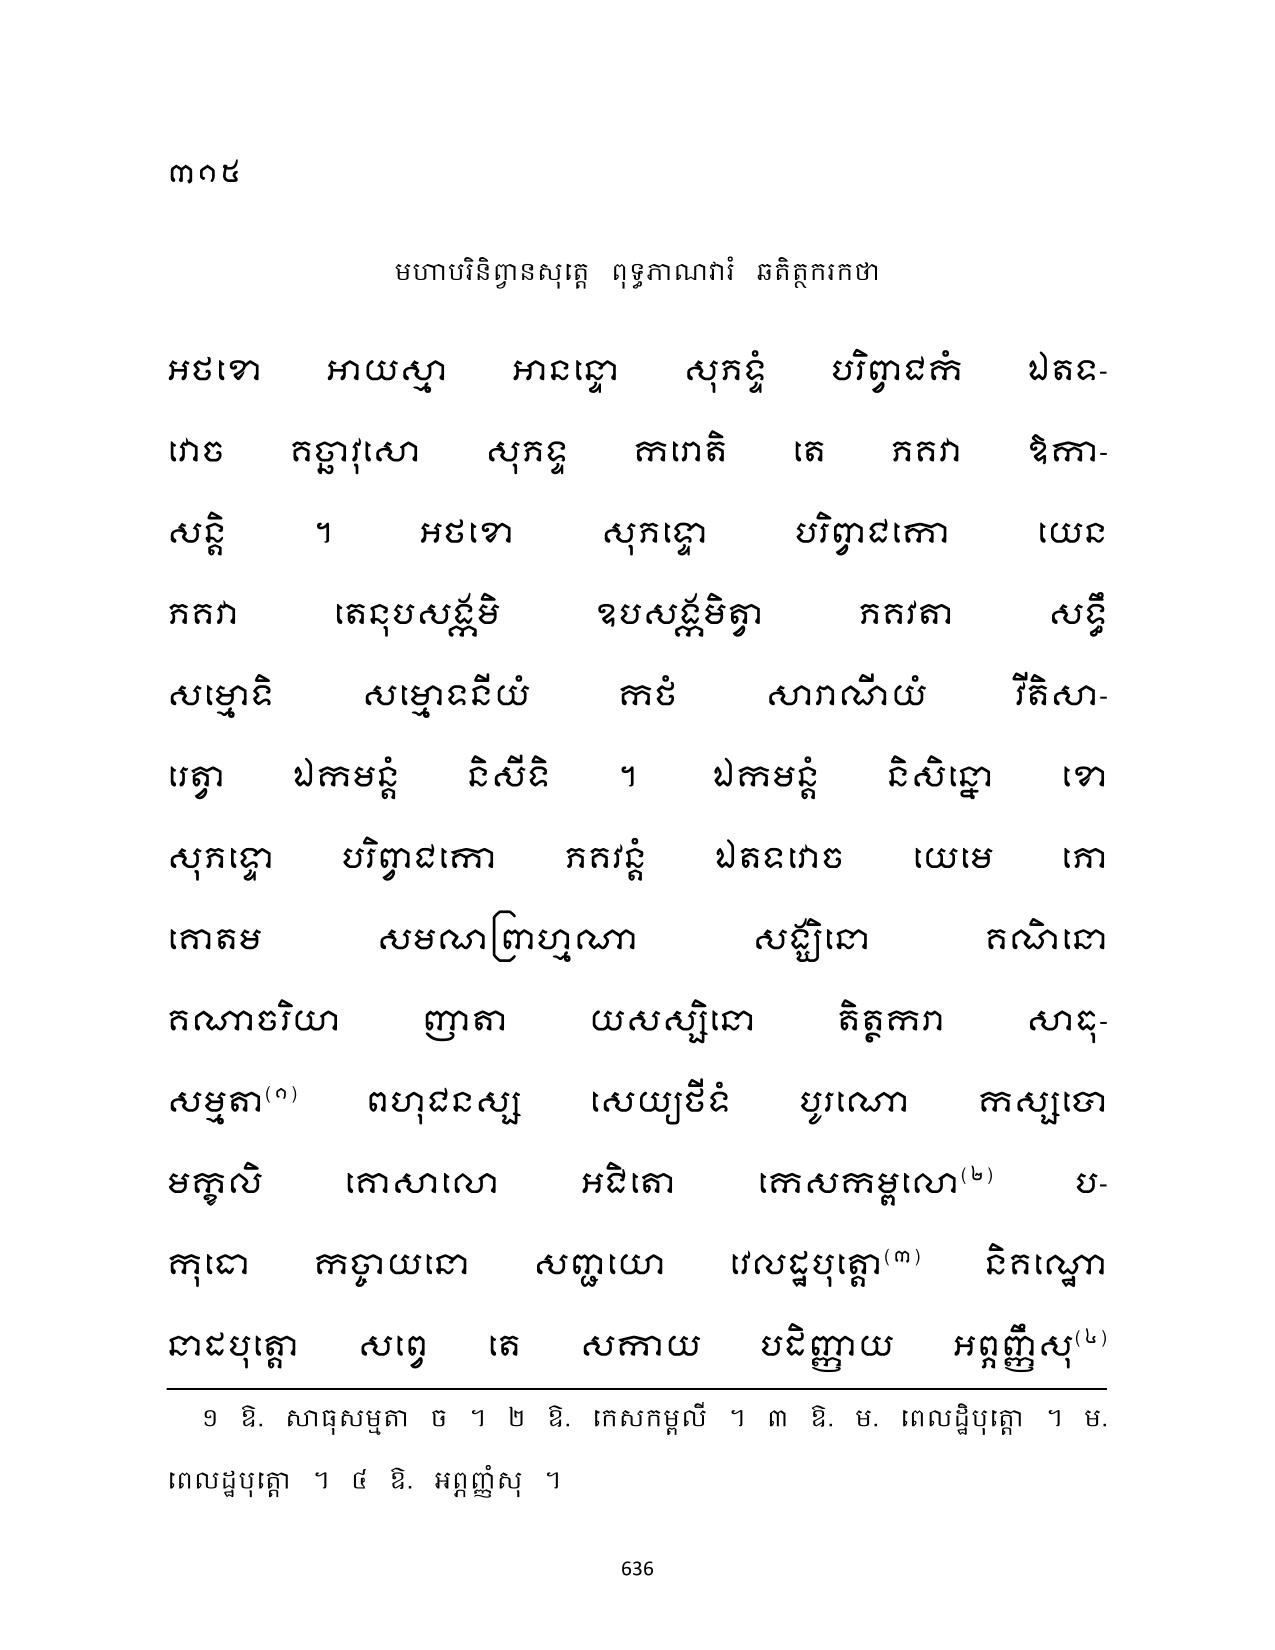 ៣១៥
មហាបរិនិព្វានសុត្តេ ពុទ្ធភាណវារំ ឆតិត្ថករកថា
អថខោ អាយស្មា អានន្ទោ សុភទ្ទំ បរិព្វាជកំ ឯតទ-
វោច គច្ឆាវុសោ សុភទ្ទ ករោតិ តេ ភគវា ឱកា-
សន្តិ ។ អថខោ សុភទ្ទោ បរិព្វាជកោ យេន
ភគវា តេនុបសង្កមិ ឧបសង្កមិត្វា ភគវតា សទ្ធឹ
សម្មោទិ សម្មោទនីយំ កថំ សារាណីយំ វីតិសា-
រេត្វា ឯកមន្តំ និសីទិ ។ ឯកមន្តំ និសិន្នោ ខោ
សុភទ្ទោ បរិព្វាជកោ ភគវន្តំ ឯតទវោច យេមេ ភោ
គោតម សមណព្រាហ្មណា សង្ឃិនោ គណិនោ
គណាចរិយា ញាតា យសស្សិនោ តិត្ថករា សាធុ-
សម្មតា(១) ពហុជនស្ស សេយ្យថីទំ បូរណោ កស្សបោ
មក្ខលិ គោសាលោ អជិតោ កេសកម្ពលោ(២) ប-
កុធោ កច្ចាយនោ សញ្ជយោ វេលដ្ឋបុត្តោ(៣) និគណ្ឋោ
នាដបុត្តោ សព្វេ តេ សកាយ បដិញ្ញាយ អព្ភញ្ញឹសុ(៤)
១ ឱ. សាធុសម្មតា ច ។ ២ ឱ. កេសកម្ពលី ។ ៣ ឱ. ម. ពេលដ្ឋិបុត្តោ ។ ម.
ពេលដ្ឋបុត្តោ ។ ៤ ឱ. អព្ភញ្ញំសុ ។
636